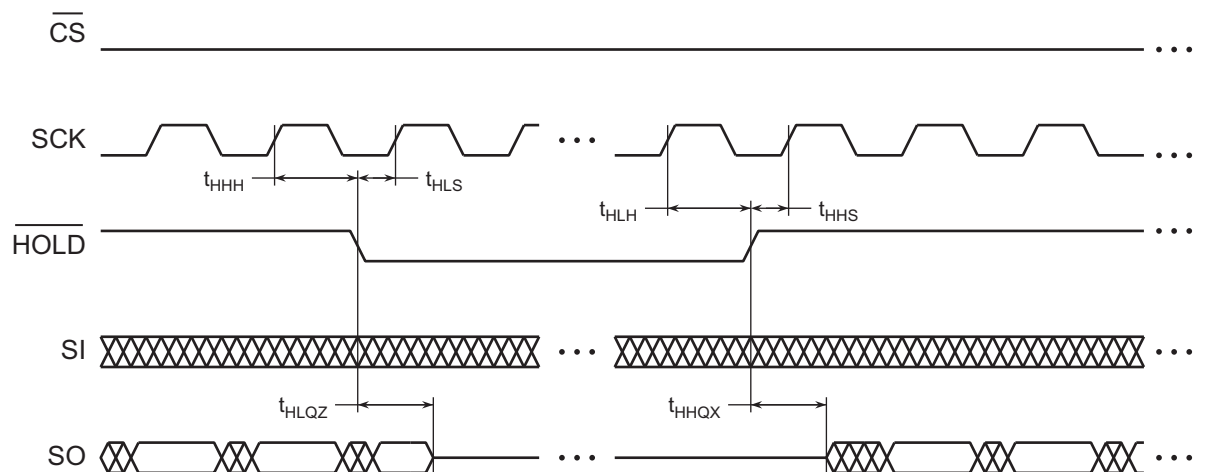 CS
• • •
SCK
• • •
• • •
tHHH
tHLS
tHLH
tHHS
HOLD
• • •
SI
• • •
• • •
tHLQZ
tHHQX
SO
• • •
• • •